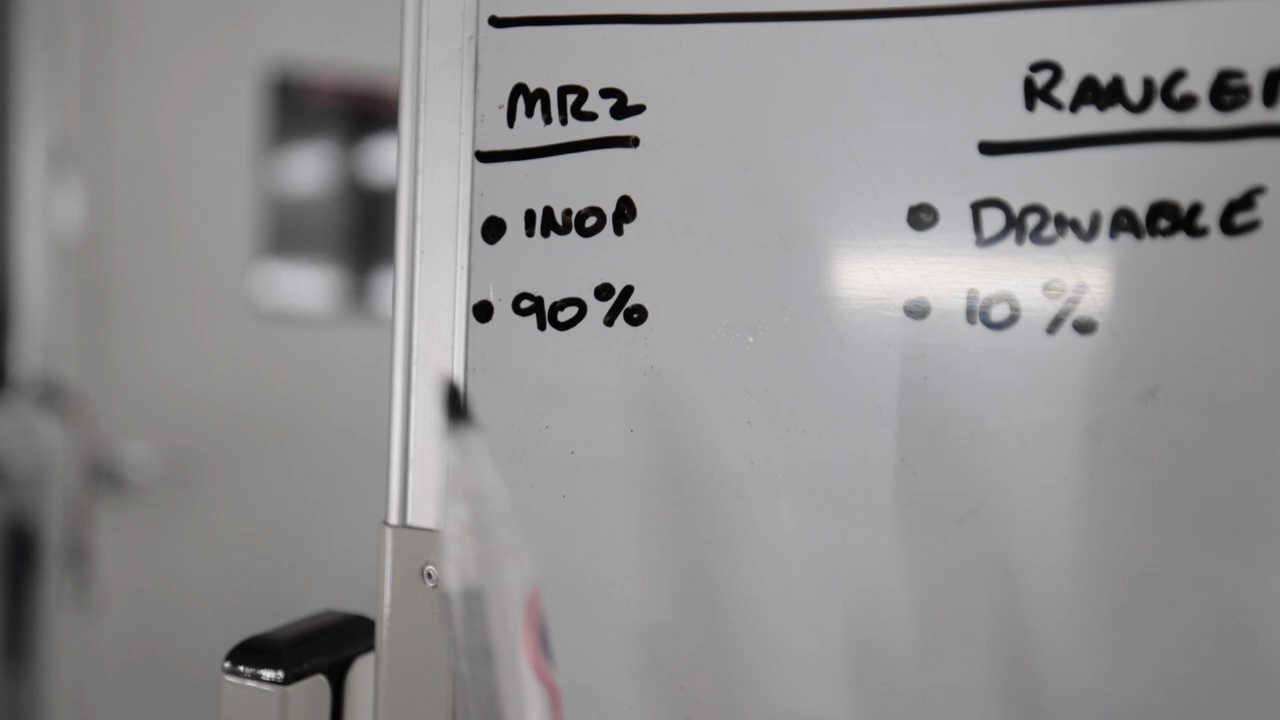 MR2
• INOP
• 90%
RANGER
• DRIVABLE
• 10%